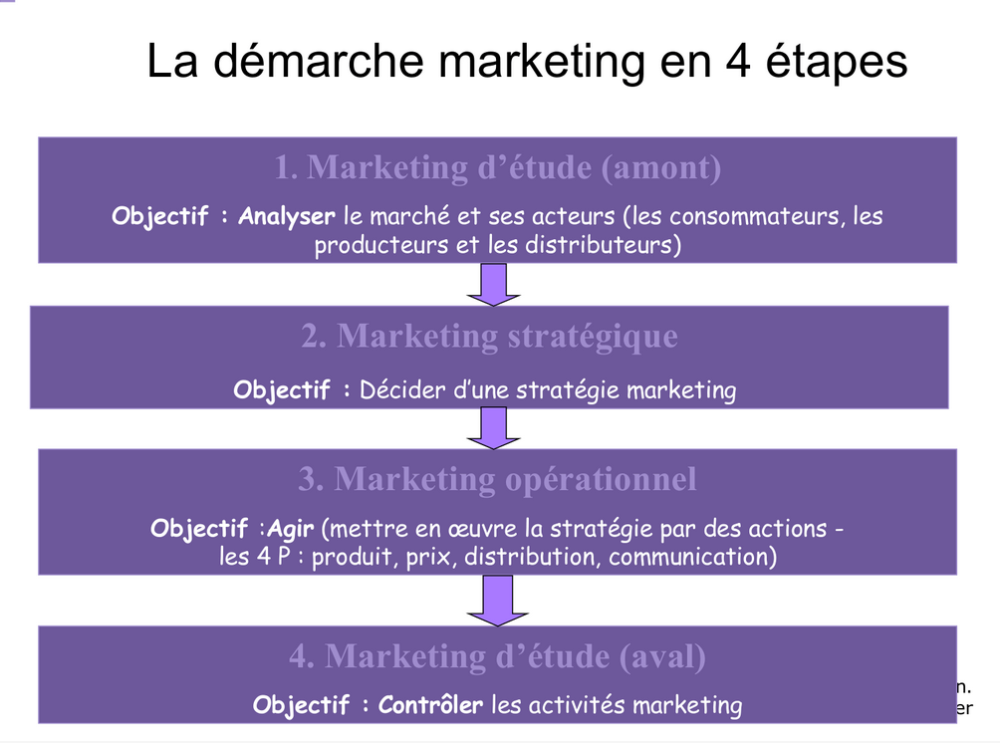 La démarche marketing en 4 étapes
1. Marketing d’étude (amont)
Objectif : Analyser le marché et ses acteurs (les consommateurs, les
producteurs et les distributeurs)
2. Marketing stratégique
Objectif : Décider d’une stratégie marketing
3. Marketing opérationnel
Objectif :Agir (mettre en œuvre la stratégie par des actions -
les 4 P : produit, prix, distribution, communication)
4. Marketing d’étude (aval)
n.
Objectif : Contrôler les activités marketing
er